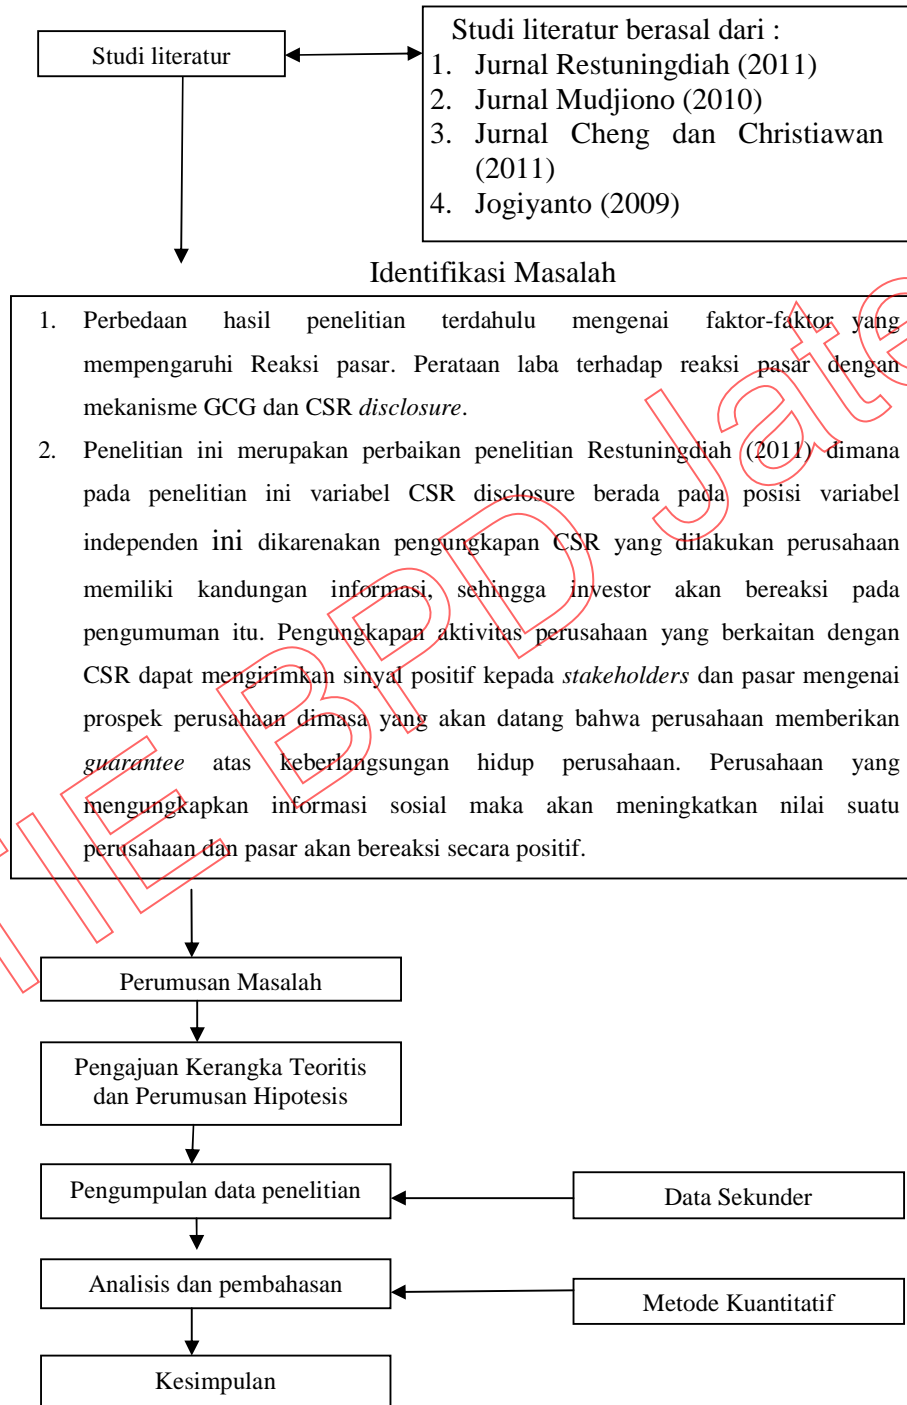 Studi literatur
Studi literatur berasal dari :
1. Jurnal Restuningdiah (2011)
2. Jurnal Mudjiono (2010)
3. Jurnal Cheng dan Christiawan
(2011)
4. Jogiyanto (2009)
Identifikasi Masalah
1. Perbedaan hasil penelitian terdahulu mengenai faktor-faktor yang
mempengaruhi Reaksi pasar. Perataan laba terhadap reaksi pasar dengan
mekanisme GCG dan CSR disclosure.
2. Penelitian ini merupakan perbaikan penelitian Restuningdiah (2011) dimana
pada penelitian ini variabel CSR disclosure berada pada posisi variabel
independen ini dikarenakan pengungkapan CSR yang dilakukan perusahaan
memiliki kandungan informasi, sehingga investor akan bereaksi pada
pengumuman itu. Pengungkapan aktivitas perusahaan yang berkaitan dengan
CSR dapat mengirimkan sinyal positif kepada stakeholders dan pasar mengenai
prospek perusahaan dimasa yang akan datang bahwa perusahaan memberikan
guarantee atas keberlangsungan hidup perusahaan. Perusahaan yang
mengungkapkan informasi sosial maka akan meningkatkan nilai suatu
perusahaan dan pasar akan bereaksi secara positif.
Perumusan Masalah
Pengajuan Kerangka Teoritis
dan Perumusan Hipotesis
Pengumpulan data penelitian
Data Sekunder
Analisis dan pembahasan
Metode Kuantitatif
Kesimpulan
TIE BPD Jate